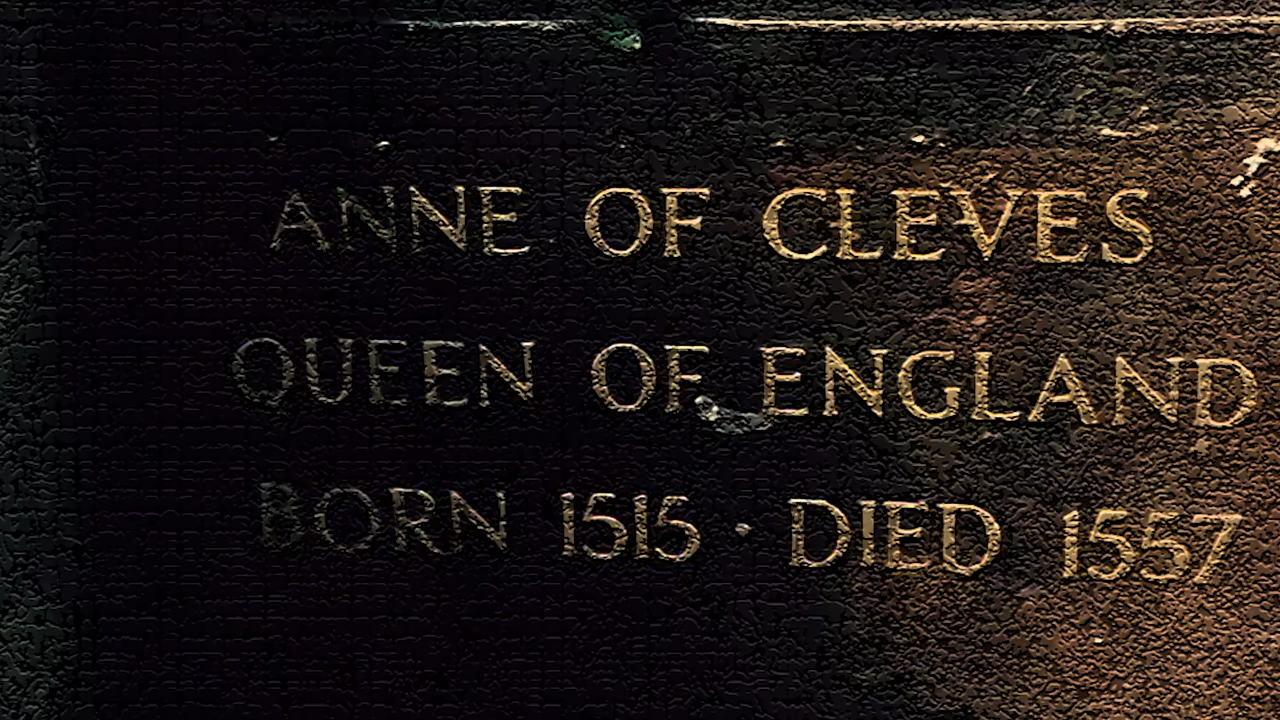 ANNE OF CLEVES
QUEEN OF ENGLAND
BORN 1515 · DIED 1557